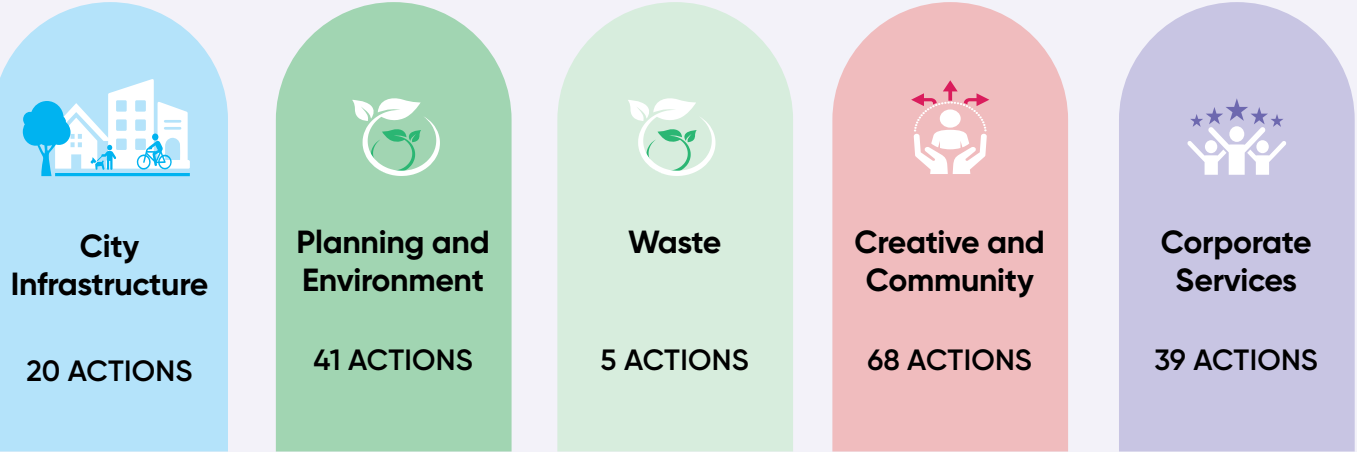 City
Infrastructure
20 ACTIONS
Planning and
Environment
41 ACTIONS
Waste
5 ACTIONS
Creative and
Community
68 ACTIONS
Corporate
Services
39 ACTIONS